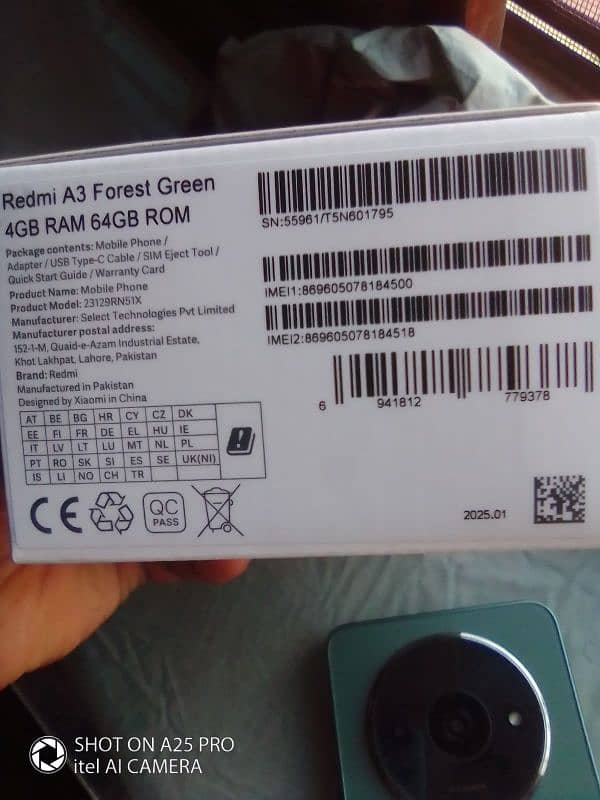 Redmi A3 Forest Green
4GB RAM 64GB ROM
Package contents: Mobile Phone /
Adapter / USB Type-C Cable / SIM Eject Tool /
Quick Start Guide / Warranty Card
Product Name: Mobile Phone
Product Model: 23129RN51X
Manufacturer: Select Technologies Pvt Limited
Manufacturer postal address:
152-1-M, Quaid-e-Azam Industrial Estate,
Khot Lakhpat, Lahore, Pakistan
Brand: Redmi
Manufactured in Pakistan
Designed by Xiaomi in China
AT BE BG HR CY CZ DK
EE FI FR DE EL HU IE
IT LV LT LU MT NL PL
PT RO SK SI ES SE UK(NI)
IS LI NO CH TR
CE
QC
PASS
SN:55961/T5N601795
IMEI1:869605078184500
IMEI2:869605078184518
6 941812 779378
2025.01
SHOT ON A25 PRO
itel AI CAMERA